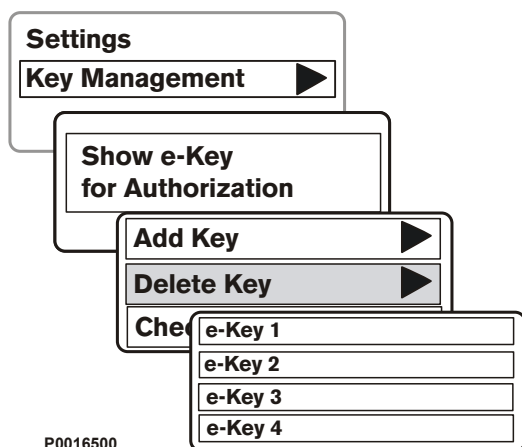 Settings
Key Management
Show e-Key
for Authorization
Add Key
Delete Key
Che
e-Key 1
e-Key 2
e-Key 3
e-Key 4
P0016500